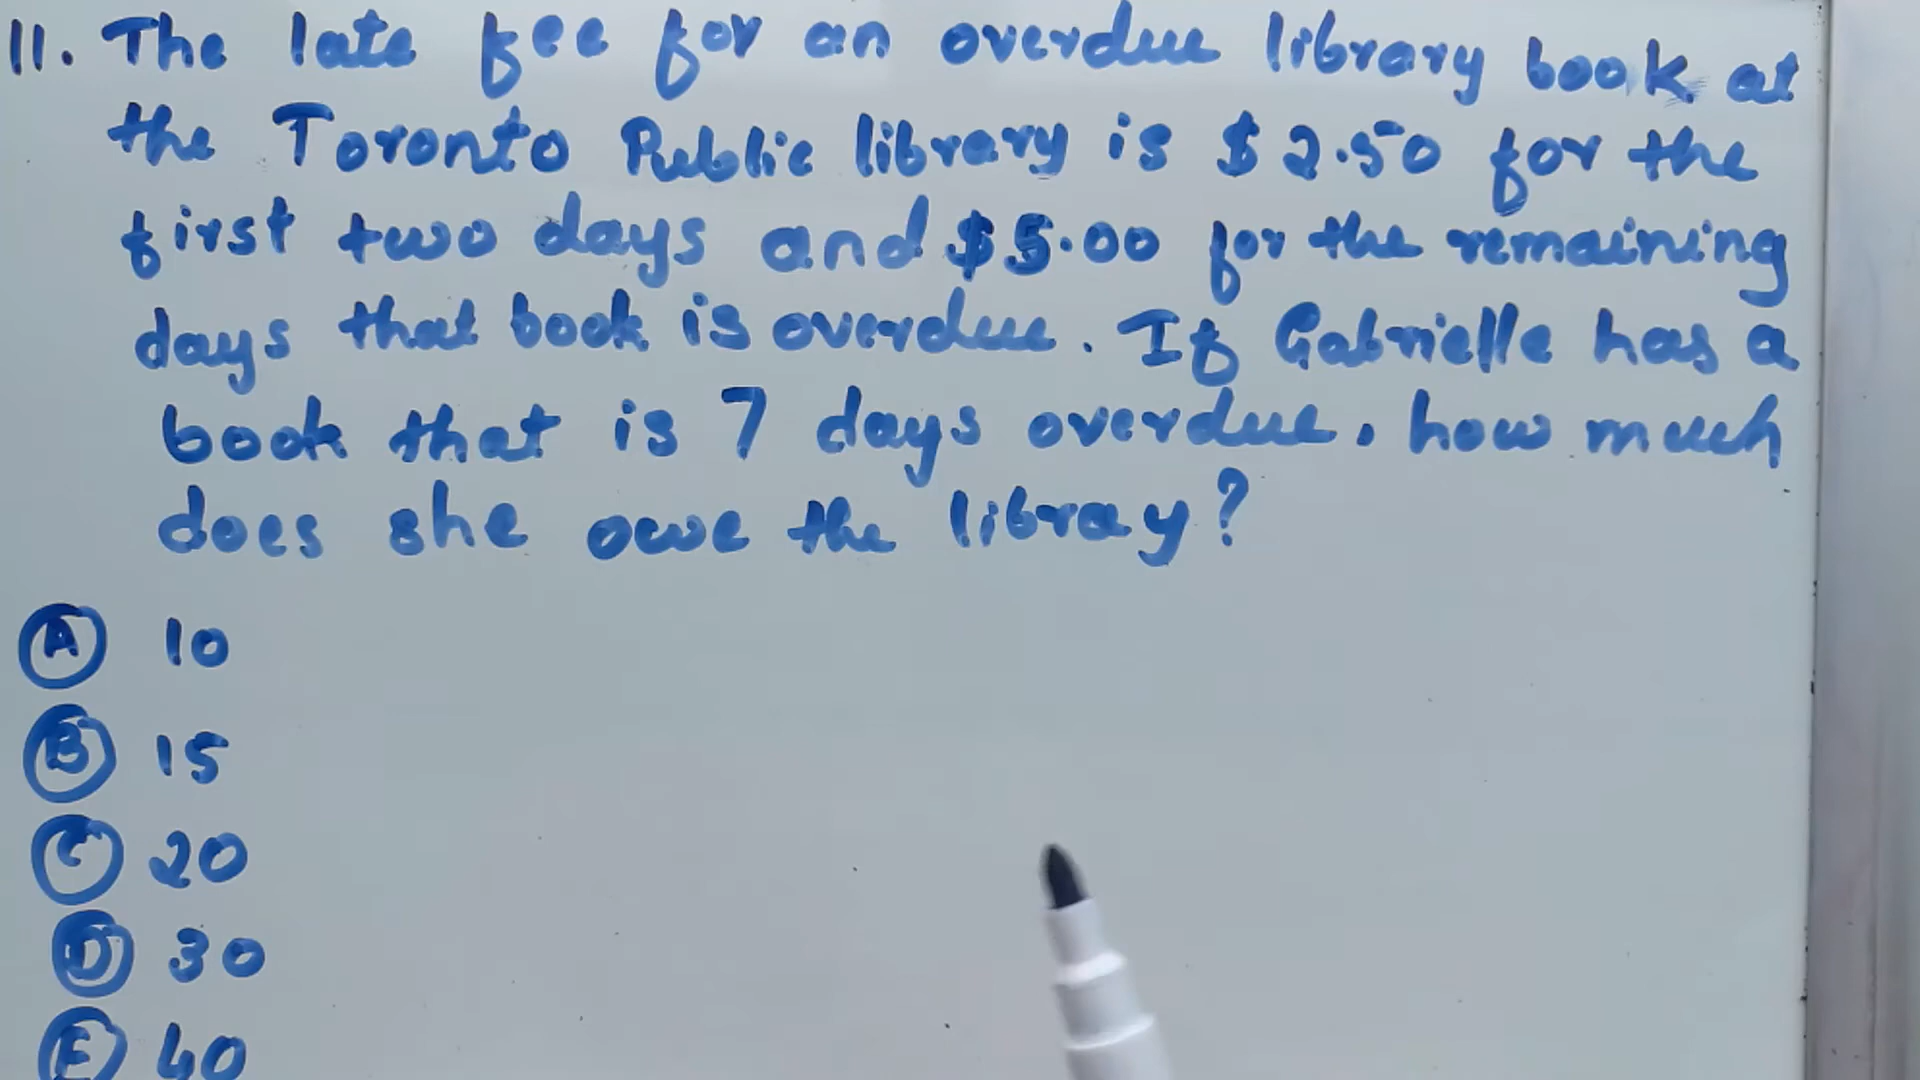 11. The late fee for an overdue library book at
the Toronto Public library is $2.50 for the
first two days and $5.00 for the remaining
days that book is overdue. If Gabrielle has a
book that is 7 days overdue. how much
does she owe the library?
A 10
B 15
C 20
D 30
E 40